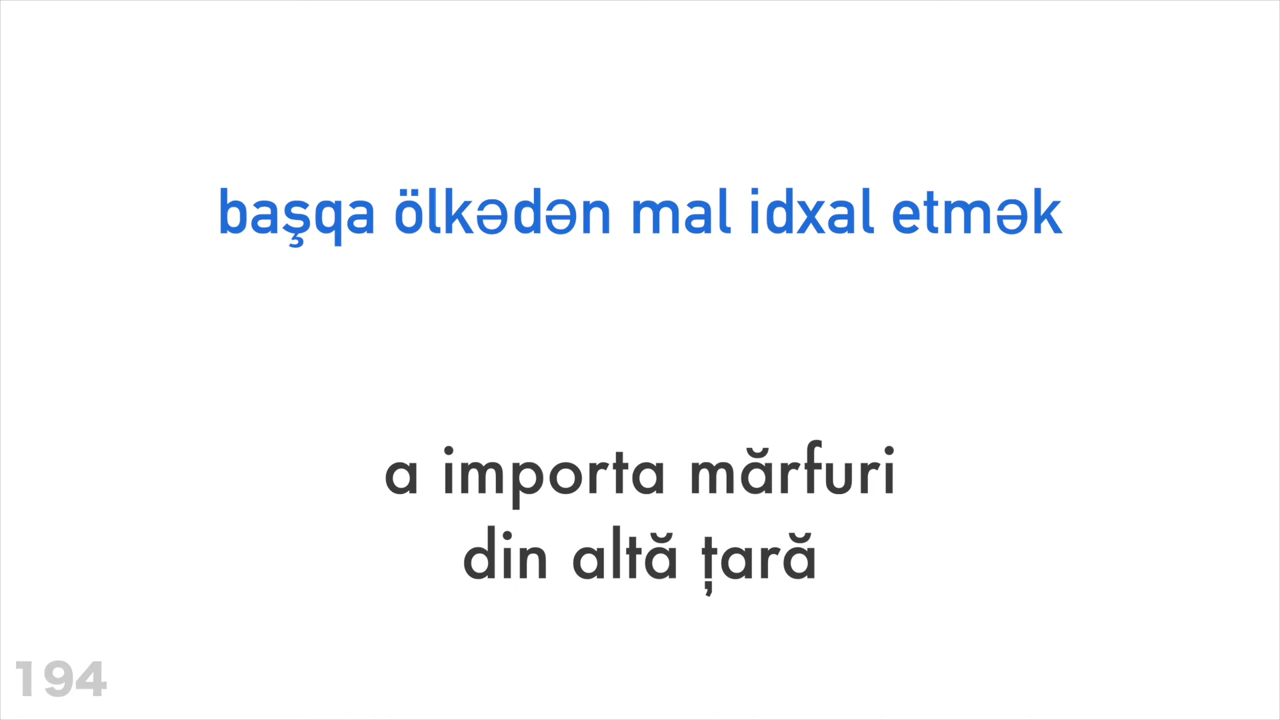 başqa ölkədən mal idxal etmək
a importa mărfuri
din altă țară
194